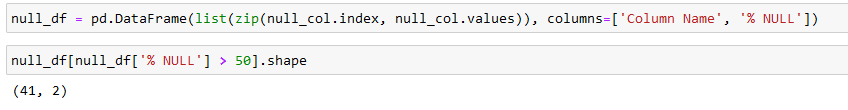 null_df = pd.DataFrame(list(zip(null_col.index, null_col.values)), columns=['Column Name', '% NULL'])
null_df[null_df['% NULL'] > 50].shape
(41, 2)